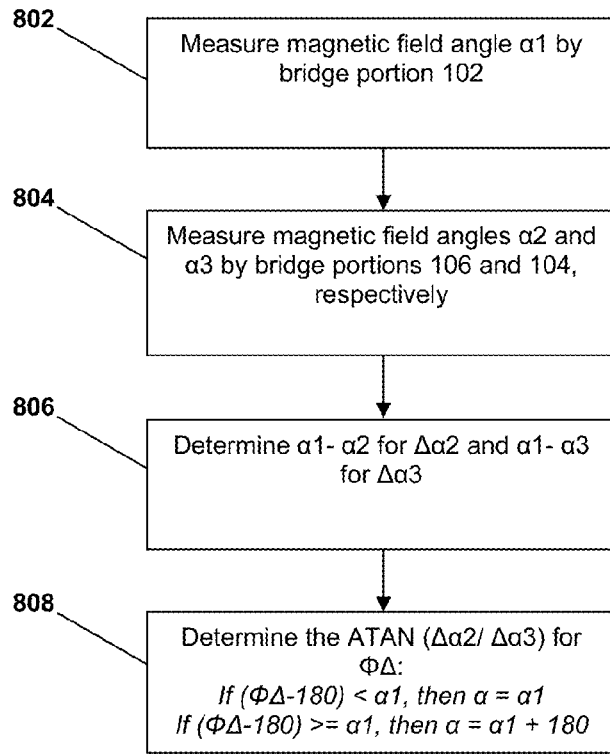 802
Measure magnetic field angle α1 by
bridge portion 102
804
Measure magnetic field angles α2 and
α3 by bridge portions 106 and 104,
respectively
806
Determine α1- α2 for Δα2 and α1- α3
for Δα3
808
Determine the ATAN (Δα2/ Δα3) for
ΦΔ:
If (ΦΔ-180) < α1, then α = α1
If (ΦΔ-180) >= α1, then α = α1 + 180